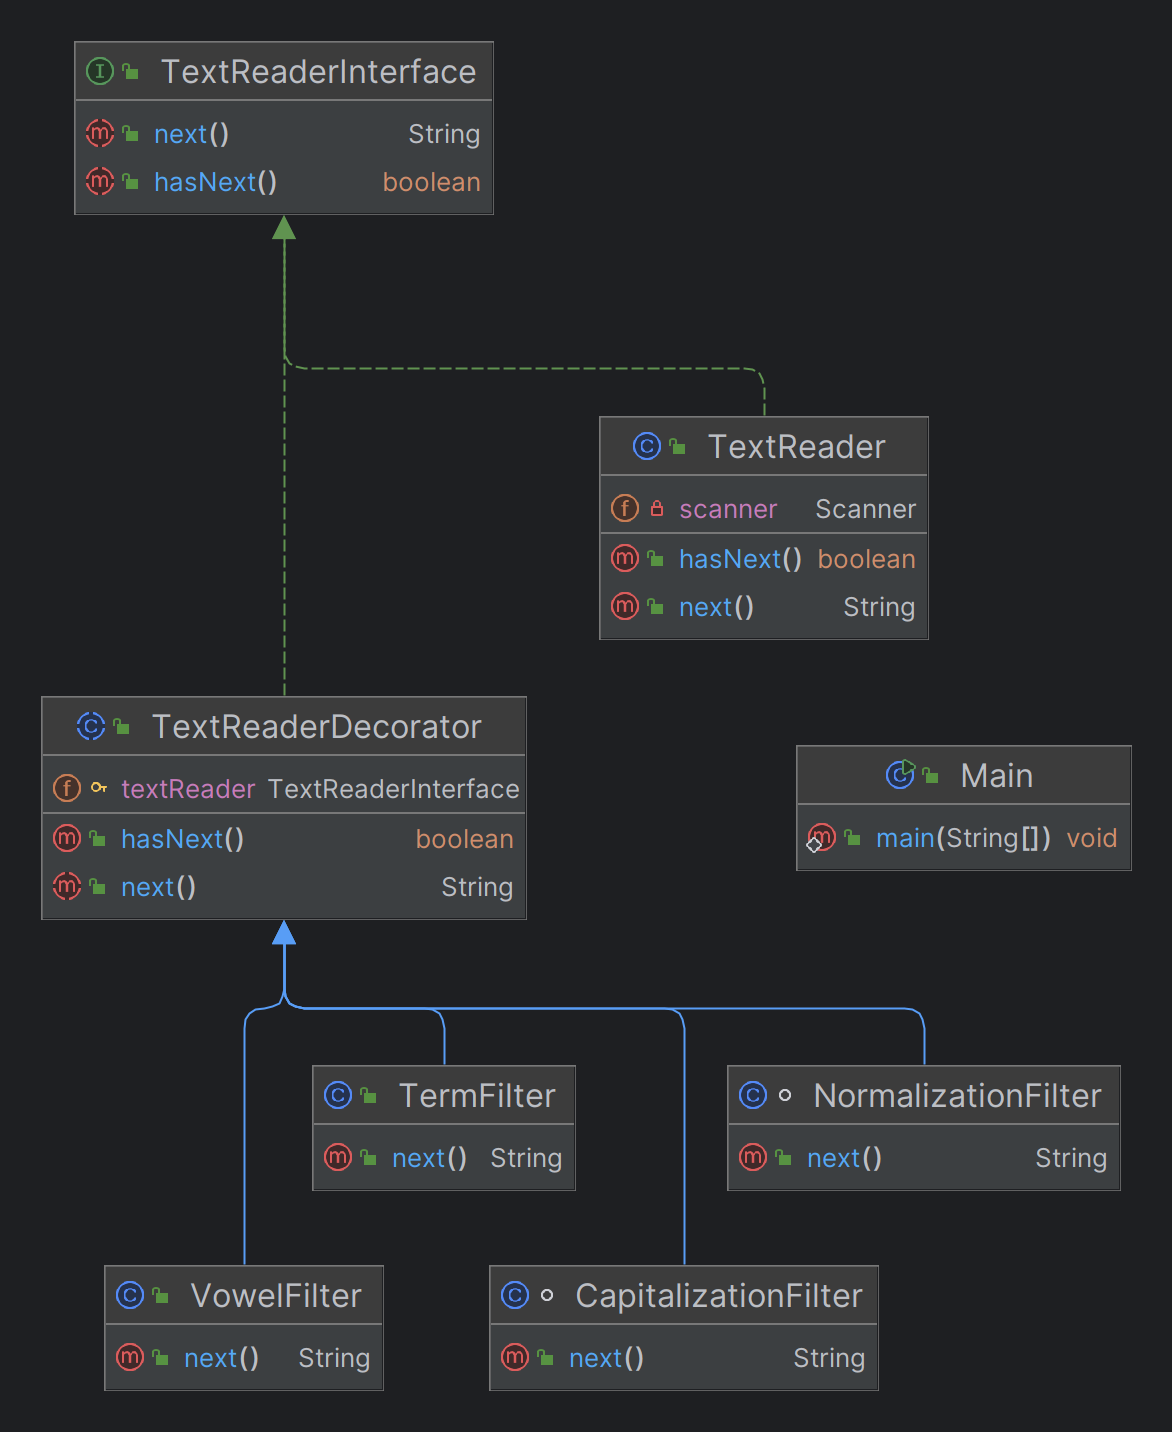 TextReaderInterface
next() String
hasNext() boolean
TextReader
scanner Scanner
hasNext() boolean
next() String
TextReaderDecorator
textReader TextReaderInterface
hasNext() boolean
next() String
Main
main(String[]) void
TermFilter
next() String
NormalizationFilter
next() String
VowelFilter
next() String
CapitalizationFilter
next() String